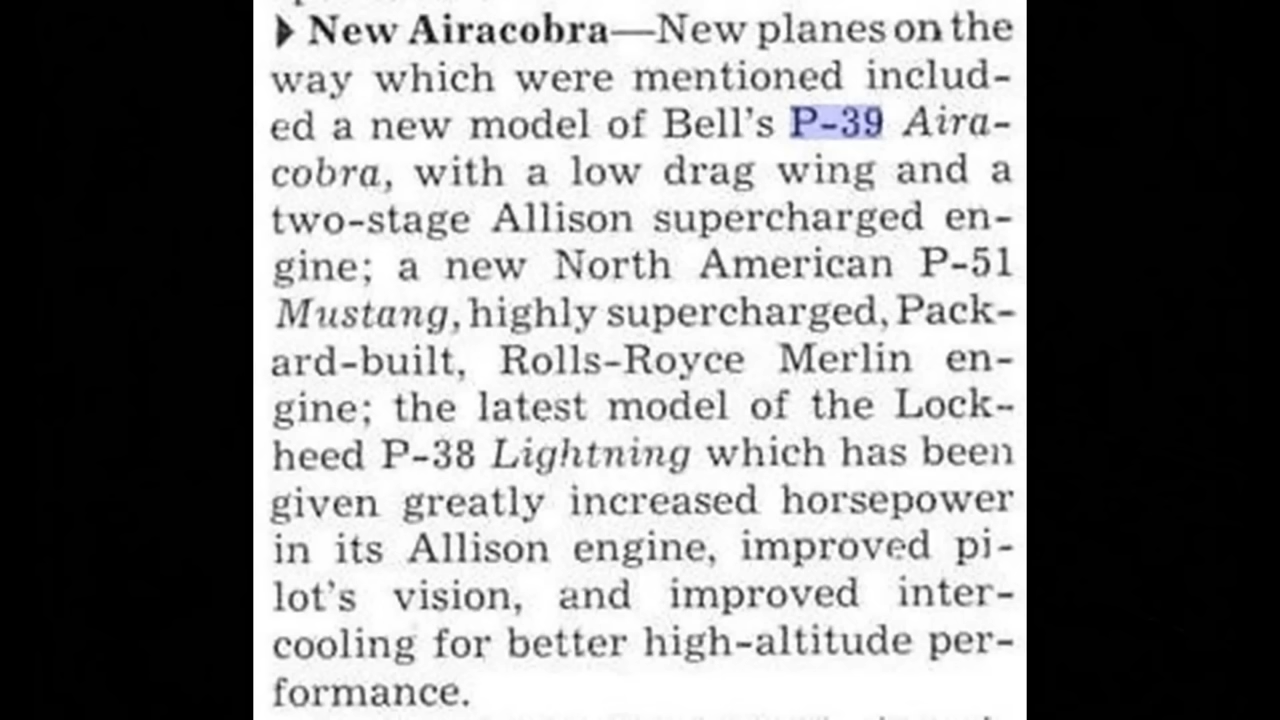 ▶ New Airacobra—New planes on the
way which were mentioned includ-
ed a new model of Bell's P-39 Aira-
cobra, with a low drag wing and a
two-stage Allison supercharged en-
gine; a new North American P-51
Mustang, highly supercharged, Pack-
ard-built, Rolls-Royce Merlin en-
gine; the latest model of the Lock-
heed P-38 Lightning which has been
given greatly increased horsepower
in its Allison engine, improved pi-
lot's vision, and improved inter-
cooling for better high-altitude per-
formance.